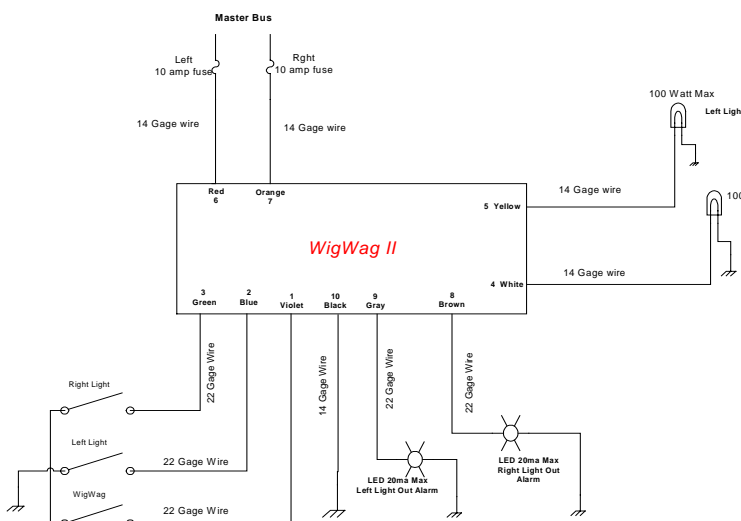 Master Bus
Left
10 amp fuse
Rght
10 amp fuse
14 Gage wire
14 Gage wire
100 Watt Max
Left Ligh
Red
6
Orange
7
5 Yellow
14 Gage wire
100
WigWag II
4 White
14 Gage wire
3
Green
2
Blue
1
Violet
10
Black
9
Gray
8
Brown
22 Gage Wire
14 Gage Wire
22 Gage Wire
22 Gage Wire
Right Light
Left Light
22 Gage Wire
WigWag
22 Gage Wire
LED 20ma Max
Left Light Out Alarm
LED 20ma Max
Right Light Out
Alarm